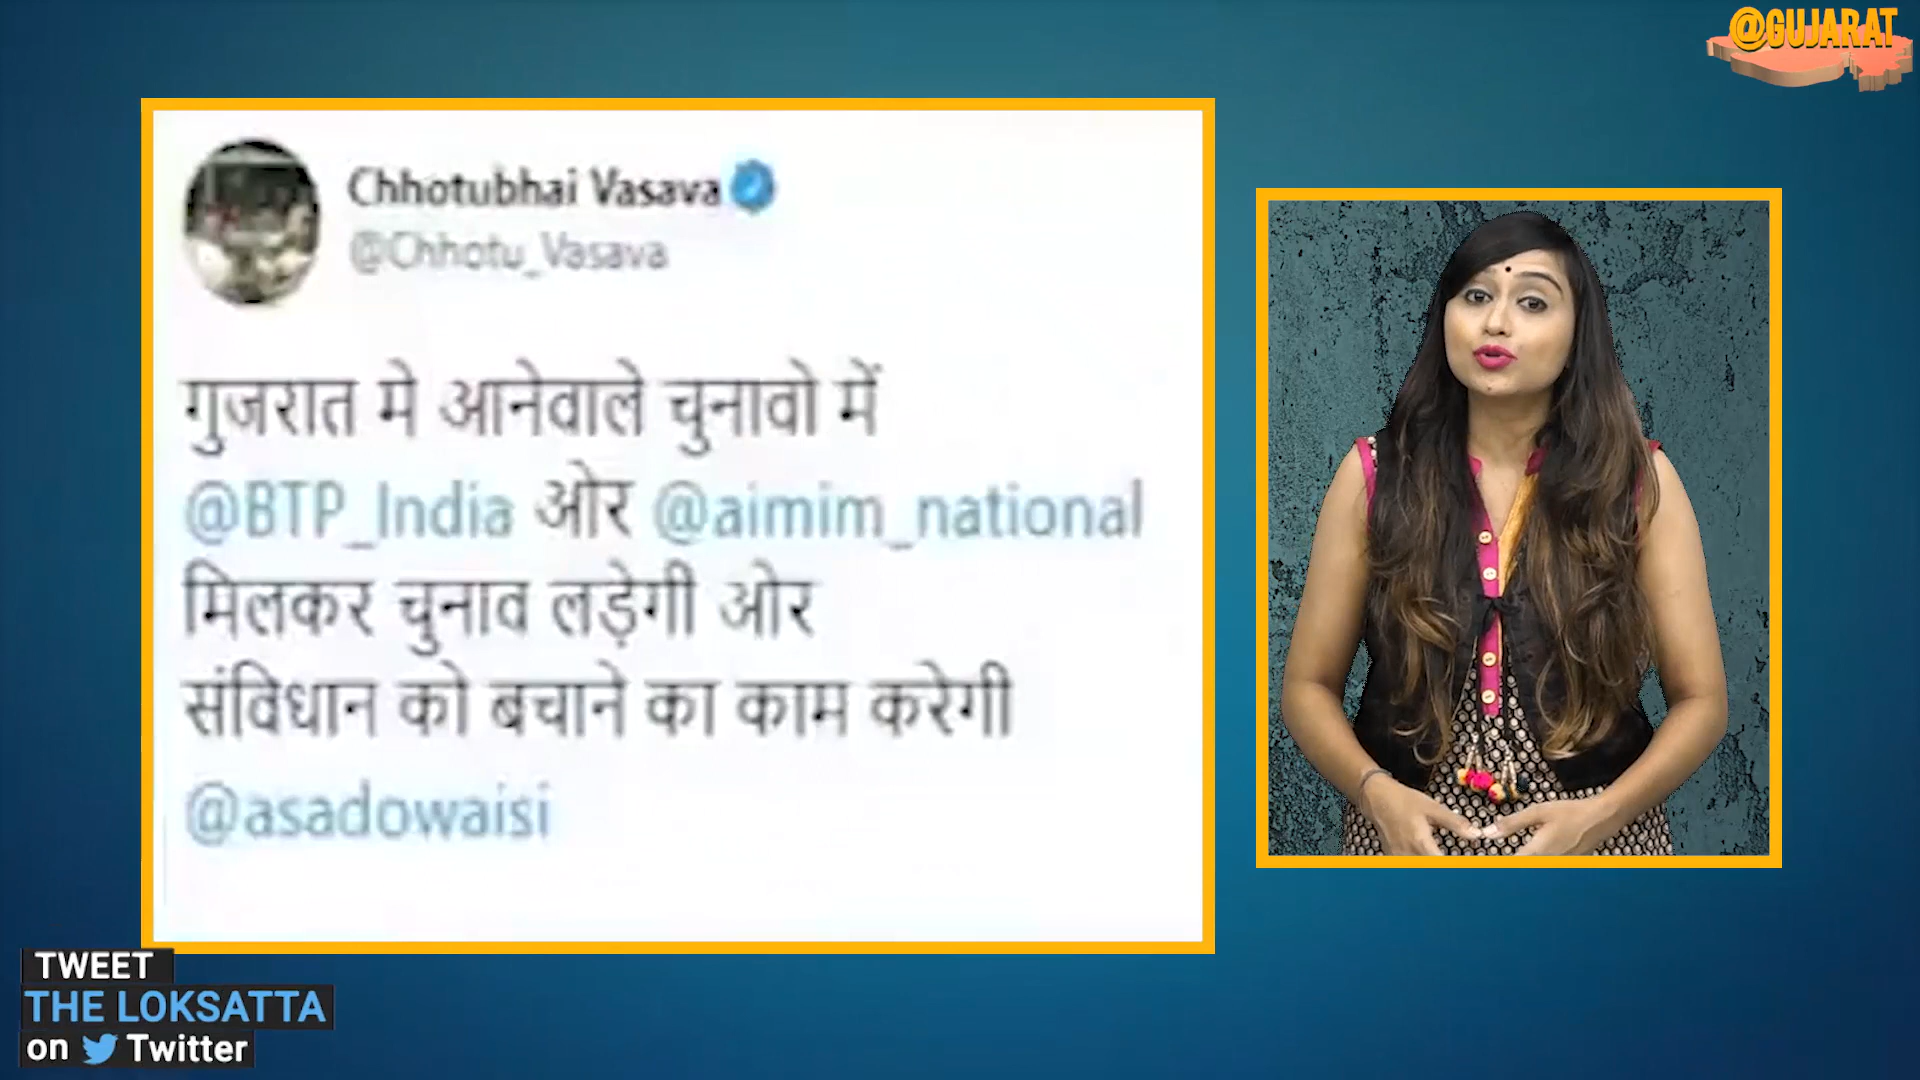 @GUJARAT
Chhotubhai Vasava
@Chhotu_Vasava
गुजरात मे आनेवाले चुनावो में
@BTP_India ओर @aimim_national
मिलकर चुनाव लड़ेगी ओर
संविधान को बचाने का काम करेगी
@asadowaisi
TWEET
THE LOKSATTA
on Twitter